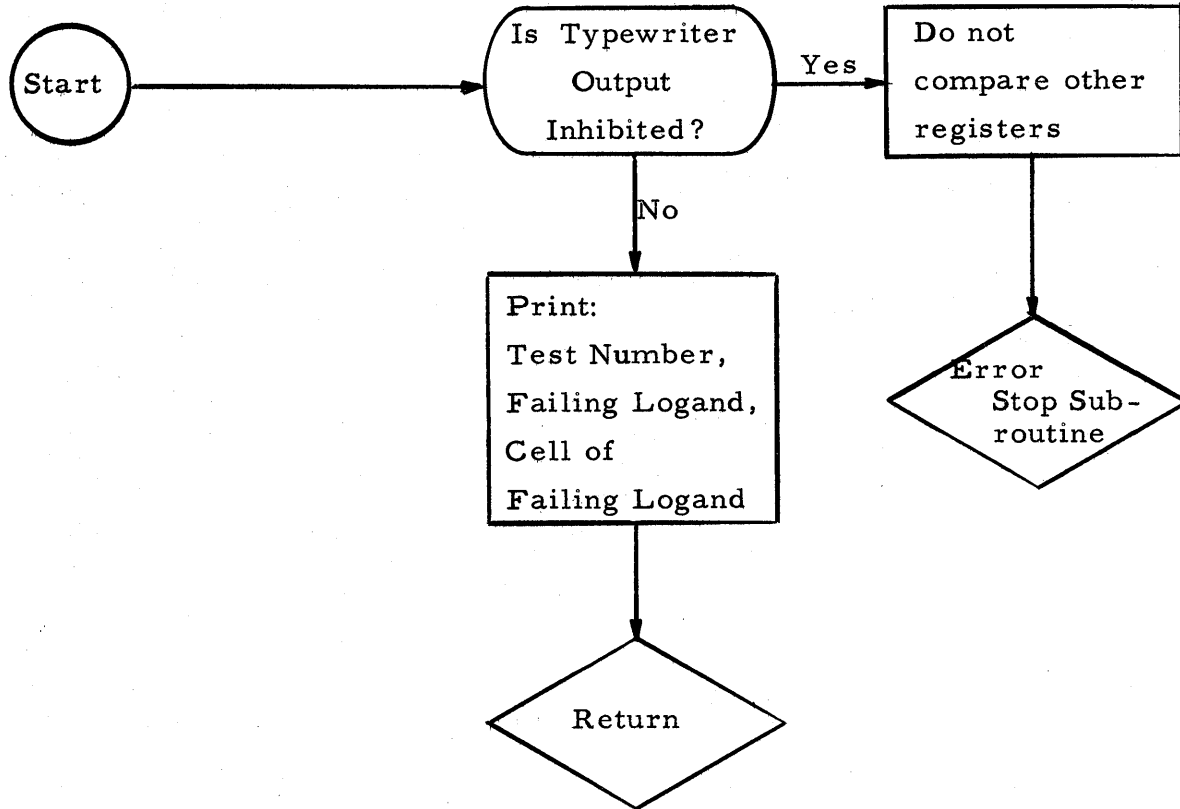 Start
Is Typewriter
Output
Inhibited?
Yes
Do not
compare other
registers
No
Print:
Test Number,
Failing Logand,
Cell of
Failing Logand
Error
Stop Sub-
routine
Return